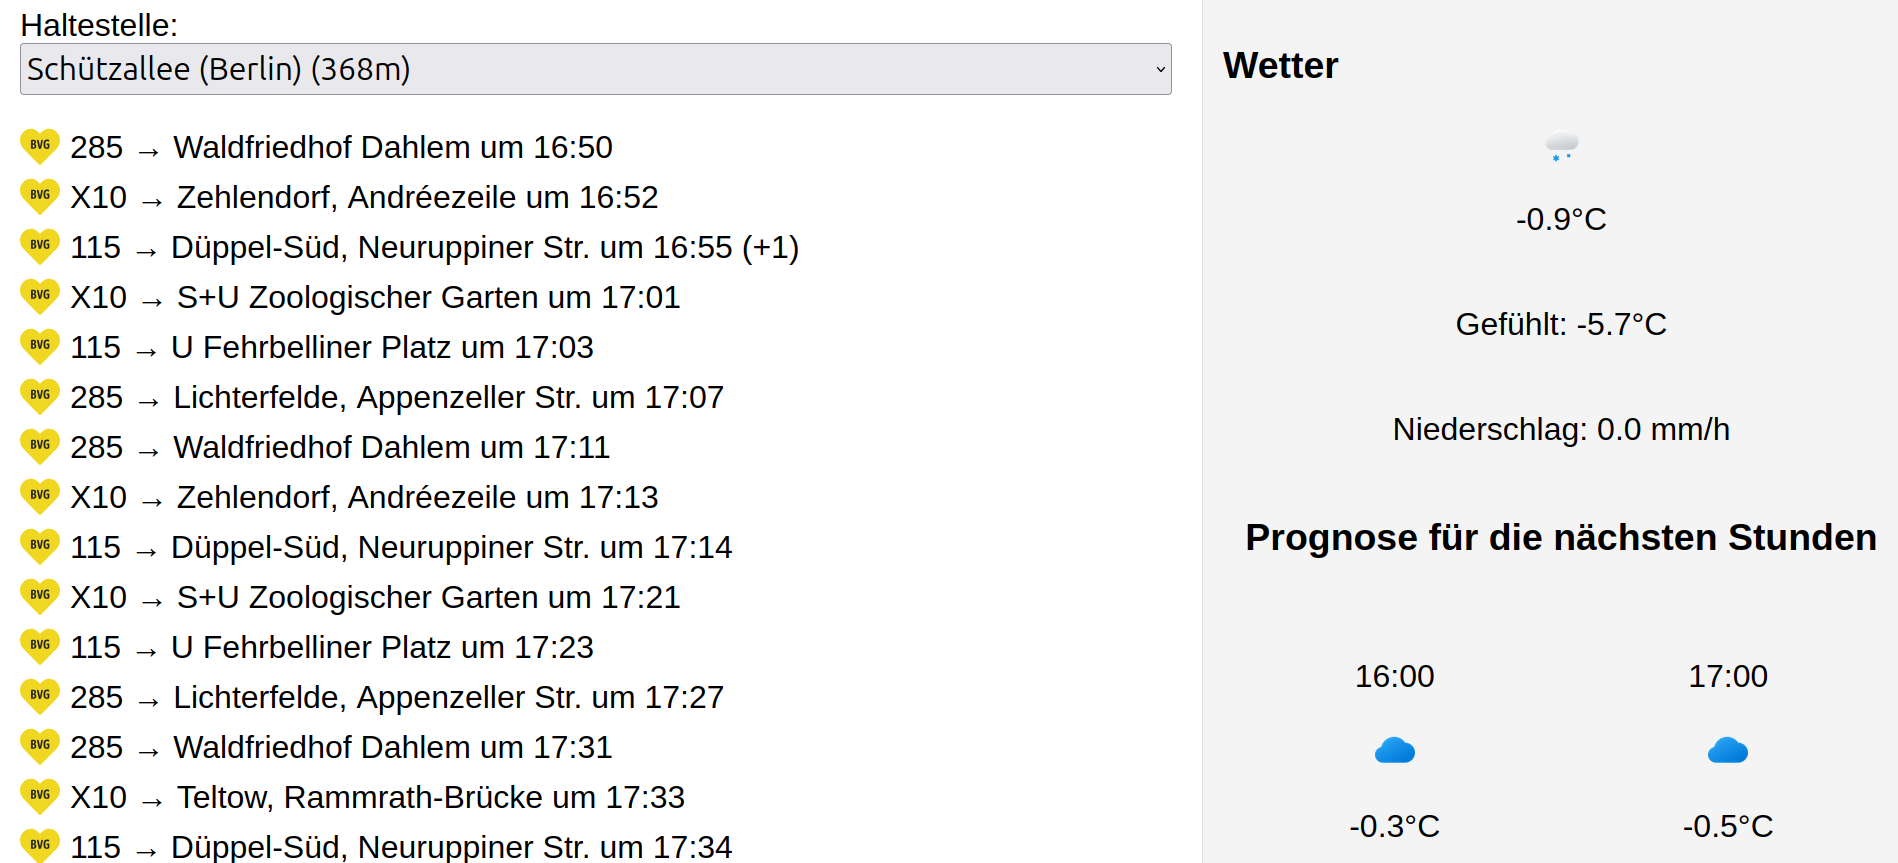 Haltestelle:
Schützallee (Berlin) (368m)
BVG 285 → Waldfriedhof Dahlem um 16:50
BVG X10 → Zehlendorf, Andréezeile um 16:52
BVG 115 → Düppel-Süd, Neuruppiner Str. um 16:55 (+1)
BVG X10 → S+U Zoologischer Garten um 17:01
BVG 115 → U Fehrbelliner Platz um 17:03
BVG 285 → Lichterfelde, Appenzeller Str. um 17:07
BVG 285 → Waldfriedhof Dahlem um 17:11
BVG X10 → Zehlendorf, Andréezeile um 17:13
BVG 115 → Düppel-Süd, Neuruppiner Str. um 17:14
BVG X10 → S+U Zoologischer Garten um 17:21
BVG 115 → U Fehrbelliner Platz um 17:23
BVG 285 → Lichterfelde, Appenzeller Str. um 17:27
BVG 285 → Waldfriedhof Dahlem um 17:31
BVG X10 → Teltow, Rammrath-Brücke um 17:33
BVG 115 → Düppel-Süd, Neuruppiner Str. um 17:34
Wetter
-0.9°C
Gefühlt: -5.7°C
Niederschlag: 0.0 mm/h
Prognose für die nächsten Stunden
16:00 17:00
-0.3°C -0.5°C